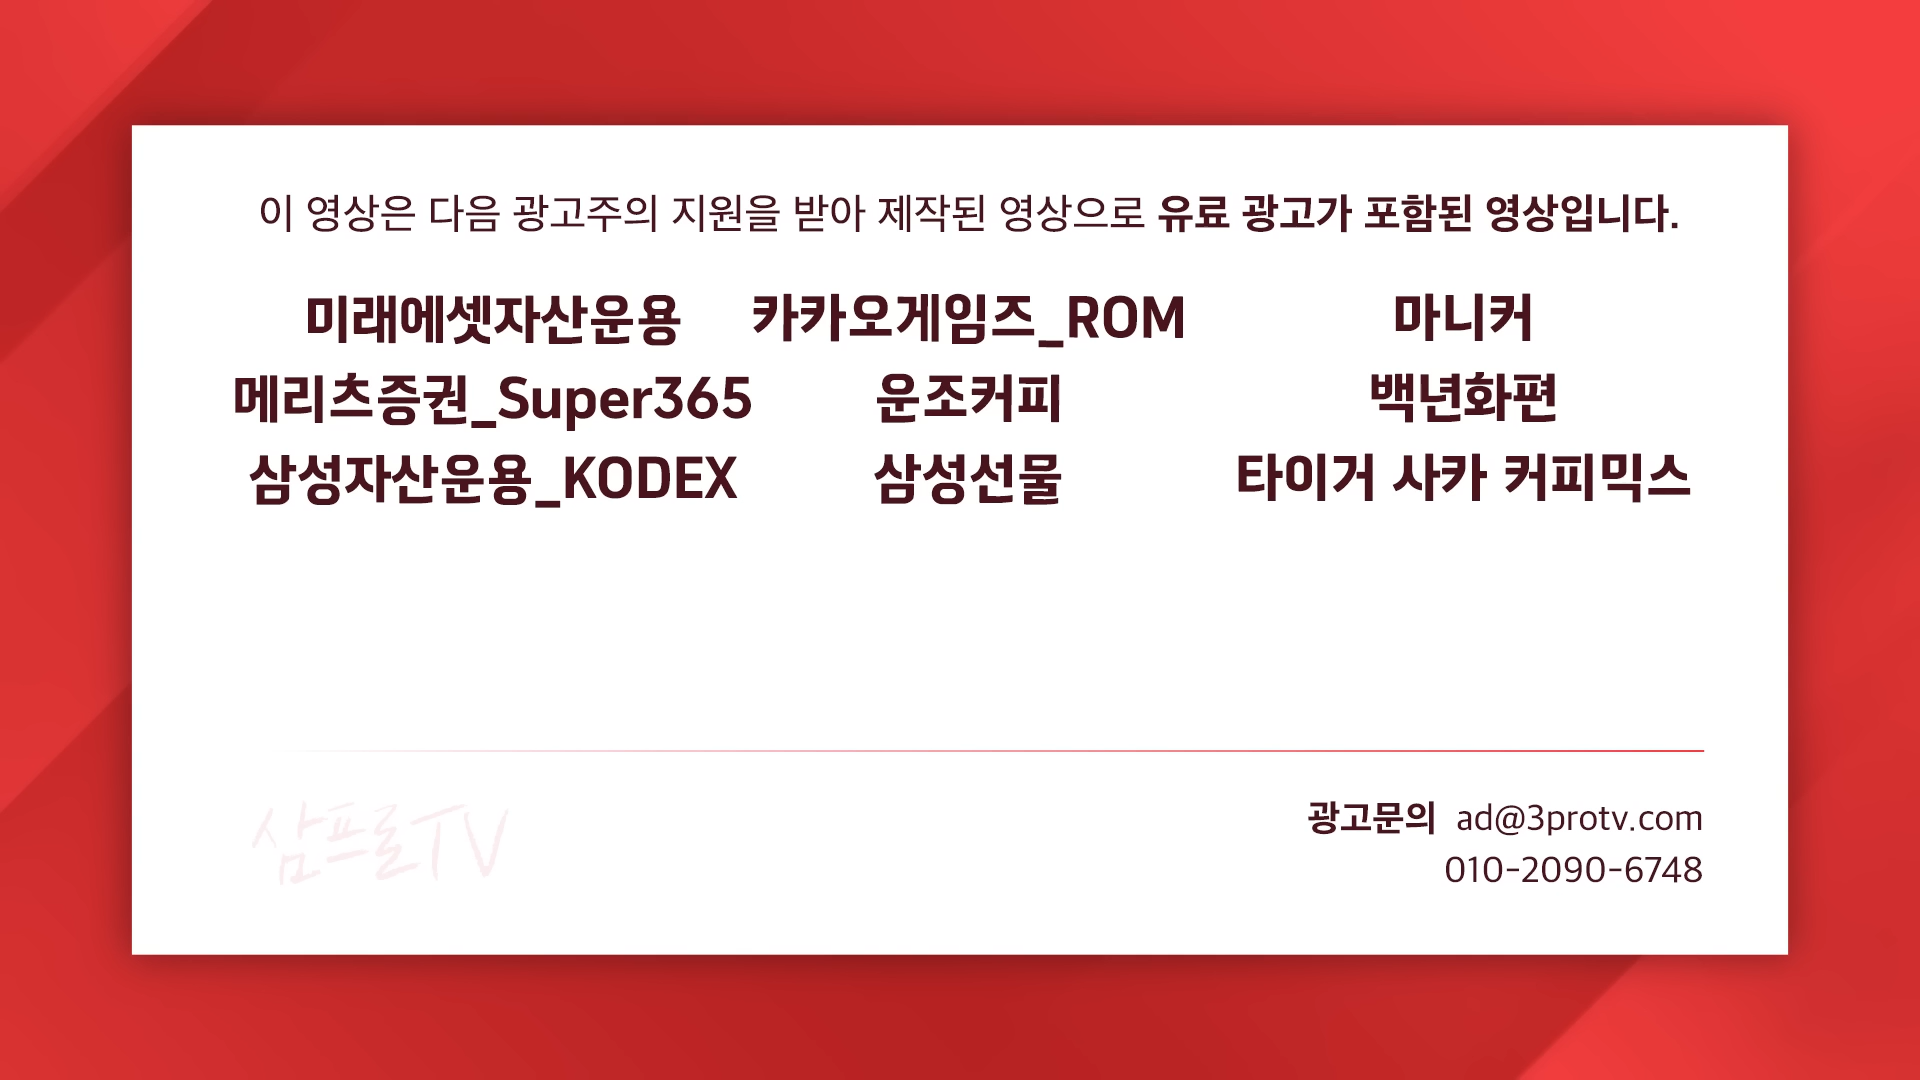 이 영상은 다음 광고주의 지원을 받아 제작된 영상으로 유료 광고가 포함된 영상입니다.
미래에셋자산운용 카카오게임즈_ROM 마니커
메리츠증권_Super365 운조커피 백년화편
삼성자산운용_KODEX 삼성선물 타이거 사카 커피믹스
삼프로TV
광고문의 ad@3protv.com
010-2090-6748